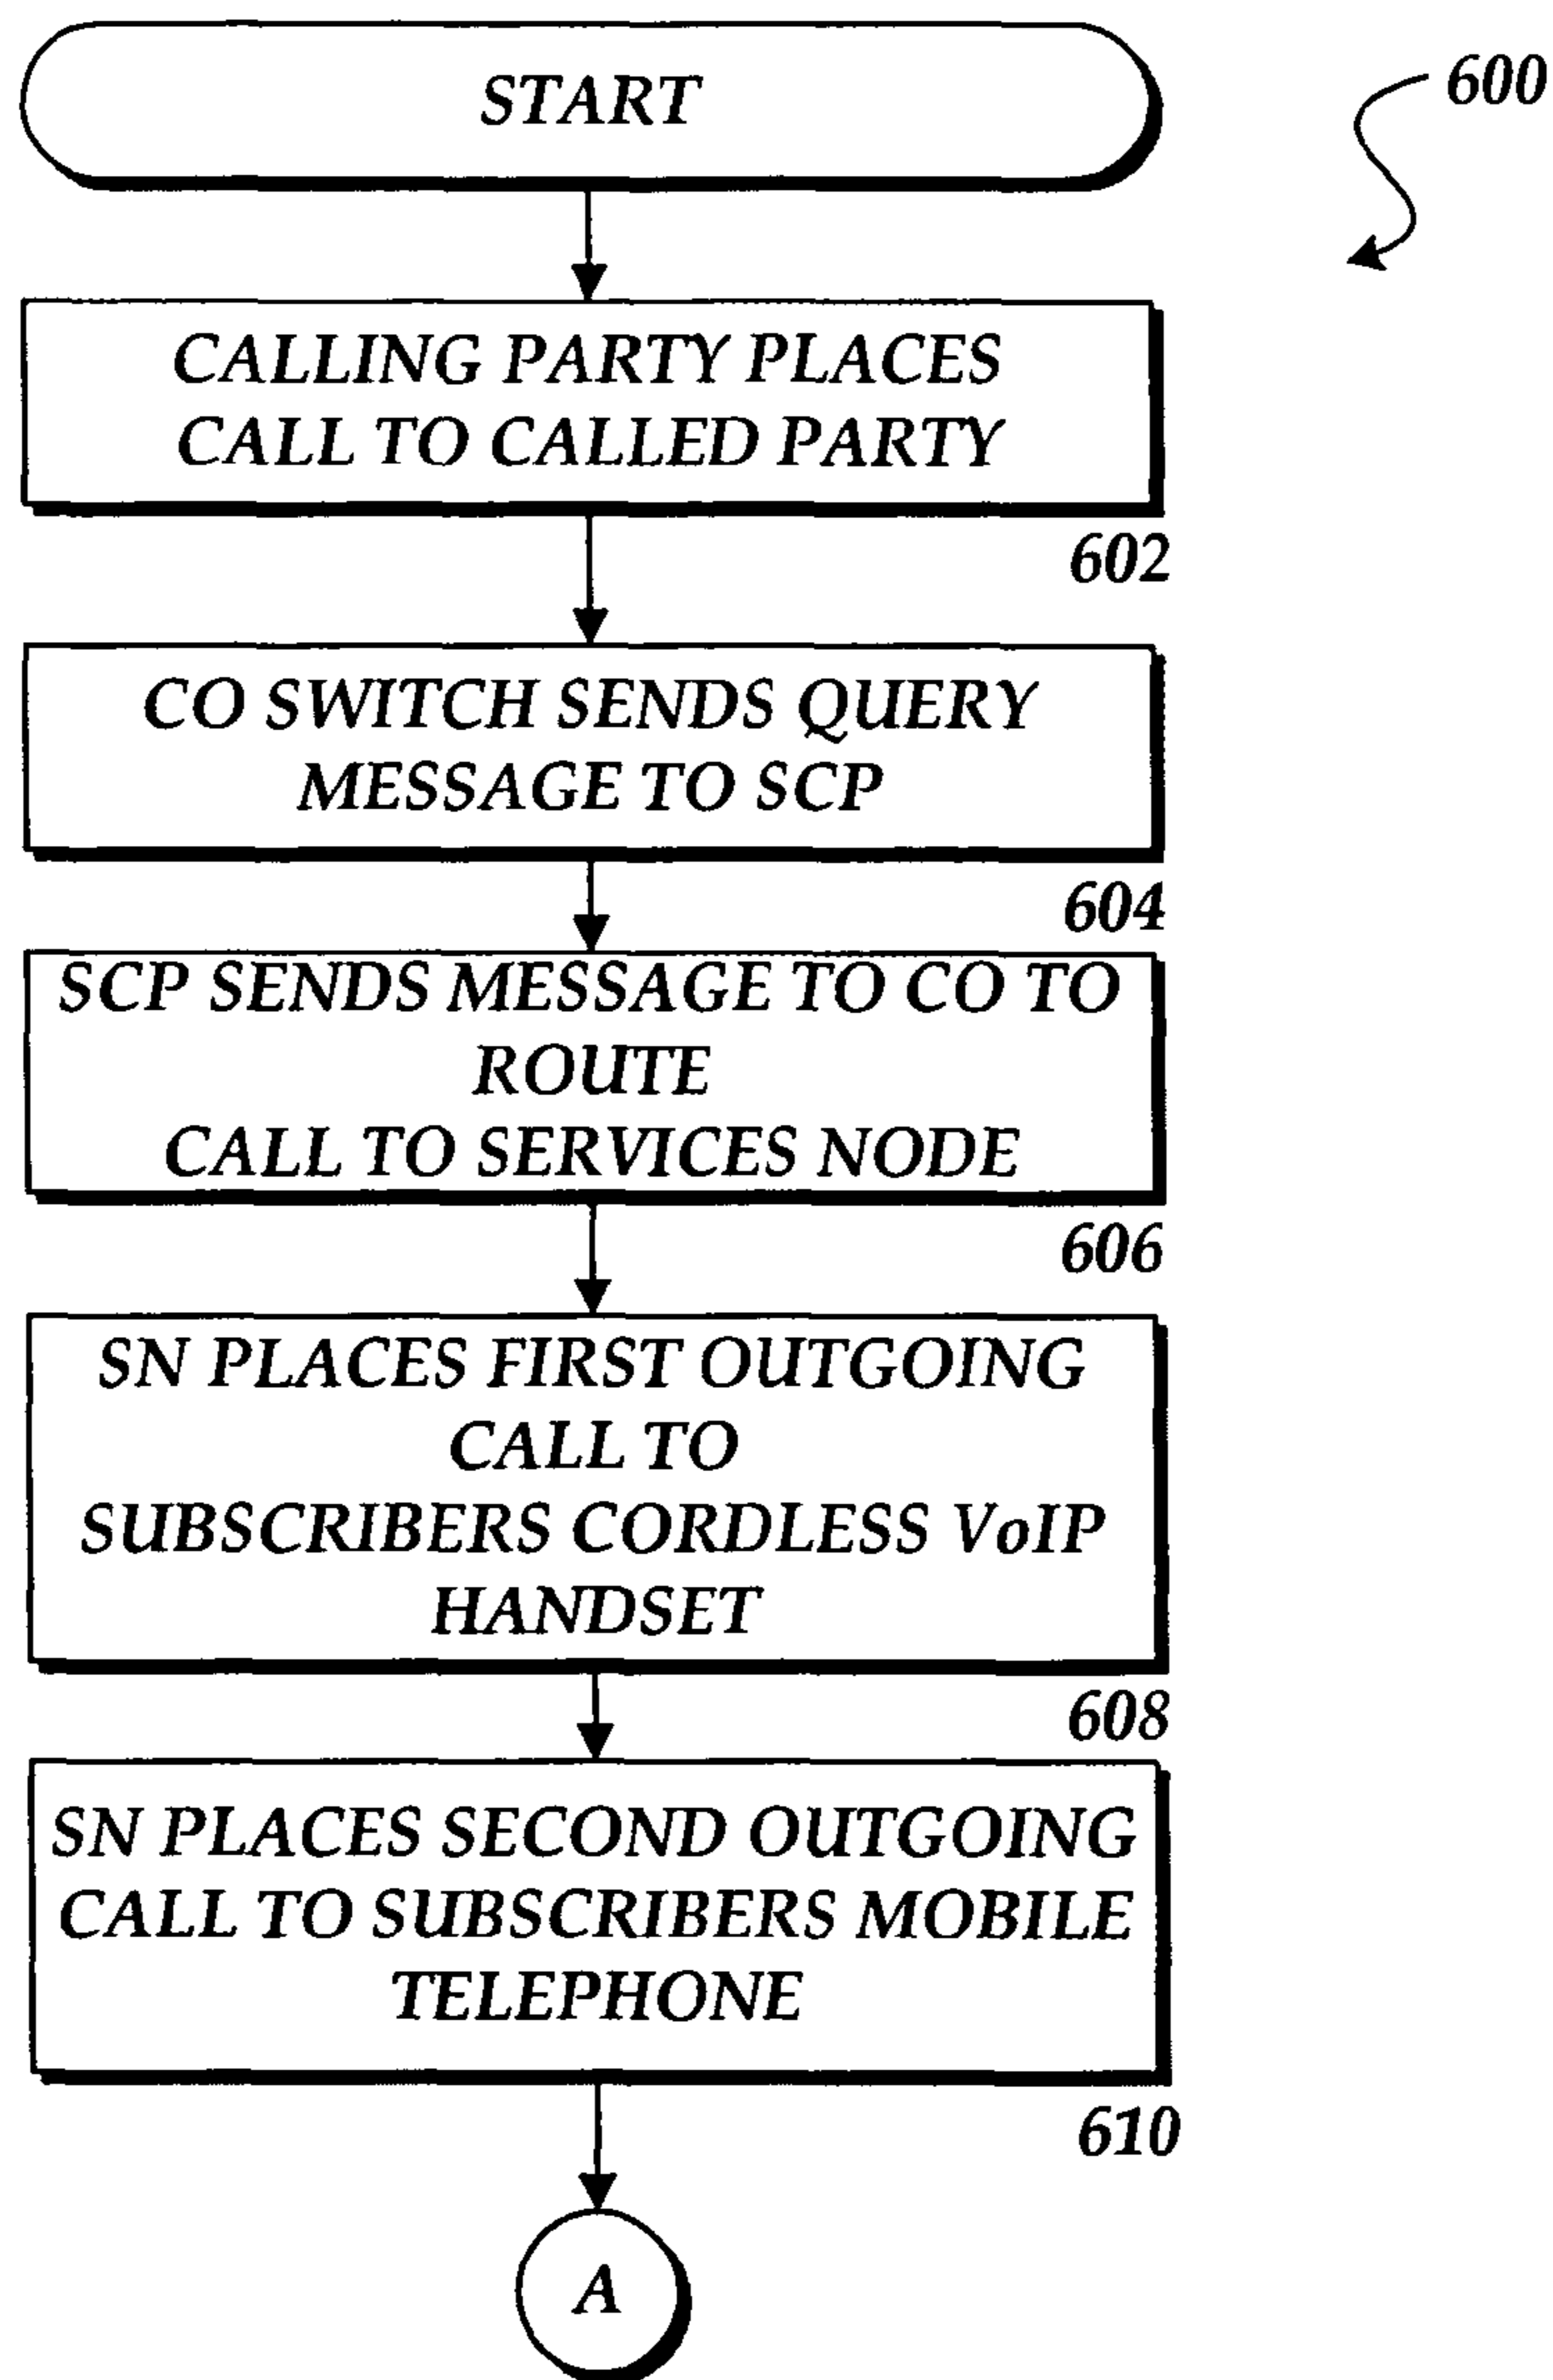 START
600
CALLING PARTY PLACES
CALL TO CALLED PARTY
602
CO SWITCH SENDS QUERY
MESSAGE TO SCP
604
SCP SENDS MESSAGE TO CO TO
ROUTE
CALL TO SERVICES NODE
606
SN PLACES FIRST OUTGOING
CALL TO
SUBSCRIBERS CORDLESS VoIP
HANDSET
608
SN PLACES SECOND OUTGOING
CALL TO SUBSCRIBERS MOBILE
TELEPHONE
610
A